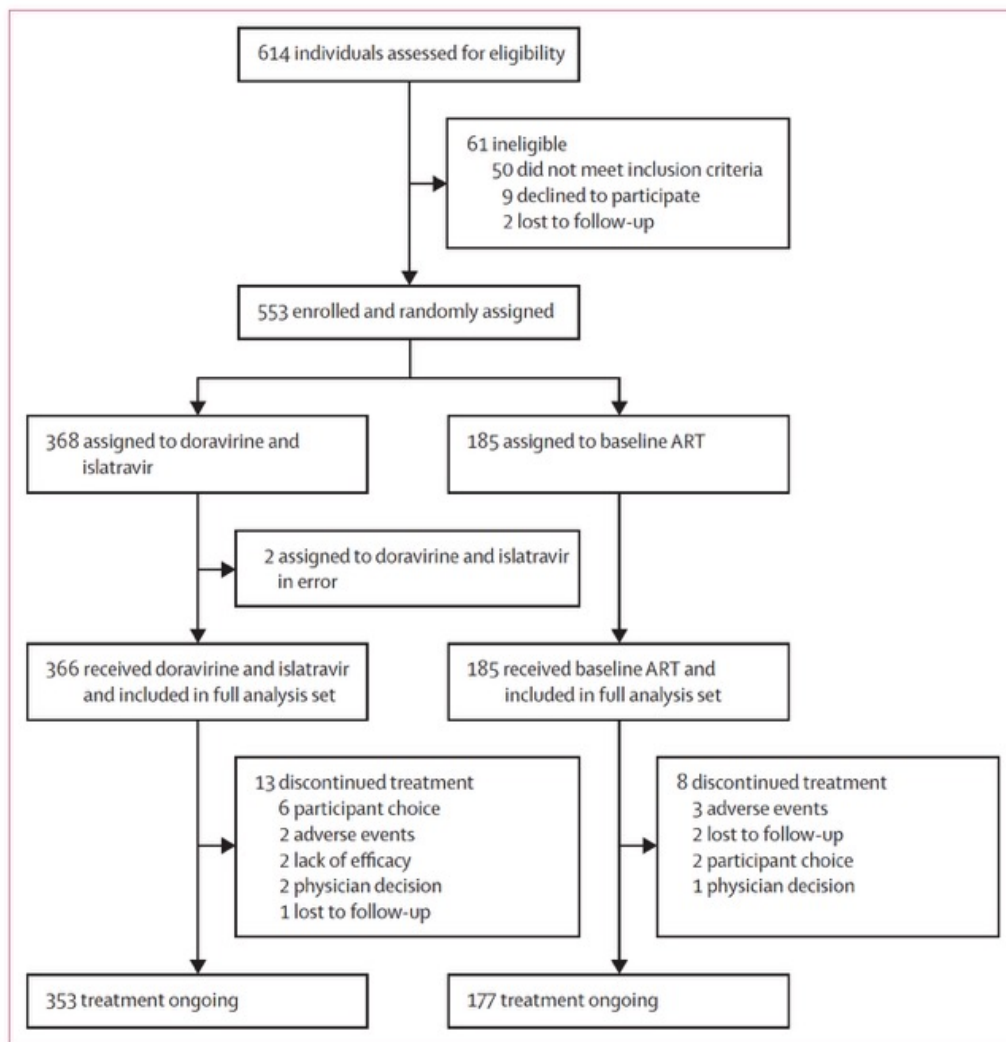 614 individuals assessed for eligibility
61 ineligible
50 did not meet inclusion criteria
9 declined to participate
2 lost to follow-up
553 enrolled and randomly assigned
368 assigned to doravirine and
islatravir
185 assigned to baseline ART
2 assigned to doravirine and islatravir
in error
366 received doravirine and islatravir
and included in full analysis set
185 received baseline ART and
included in full analysis set
13 discontinued treatment
6 participant choice
2 adverse events
2 lack of efficacy
2 physician decision
1 lost to follow-up
8 discontinued treatment
3 adverse events
2 lost to follow-up
2 participant choice
1 physician decision
353 treatment ongoing
177 treatment ongoing